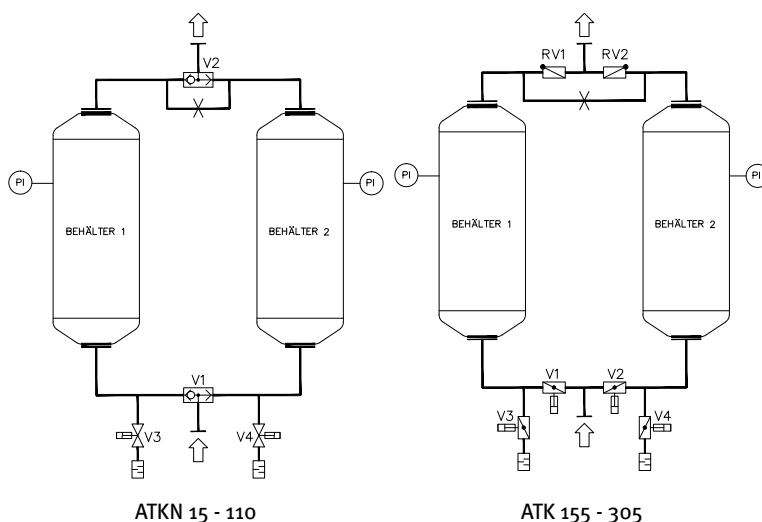 V2
PI
BEHÄLTER 1
BEHÄLTER 2
PI
V1
V3
V4
ATKN 15 - 110
RV1
RV2
PI
BEHÄLTER 1
BEHÄLTER 2
PI
V1
V2
V3
V4
ATK 155 - 305